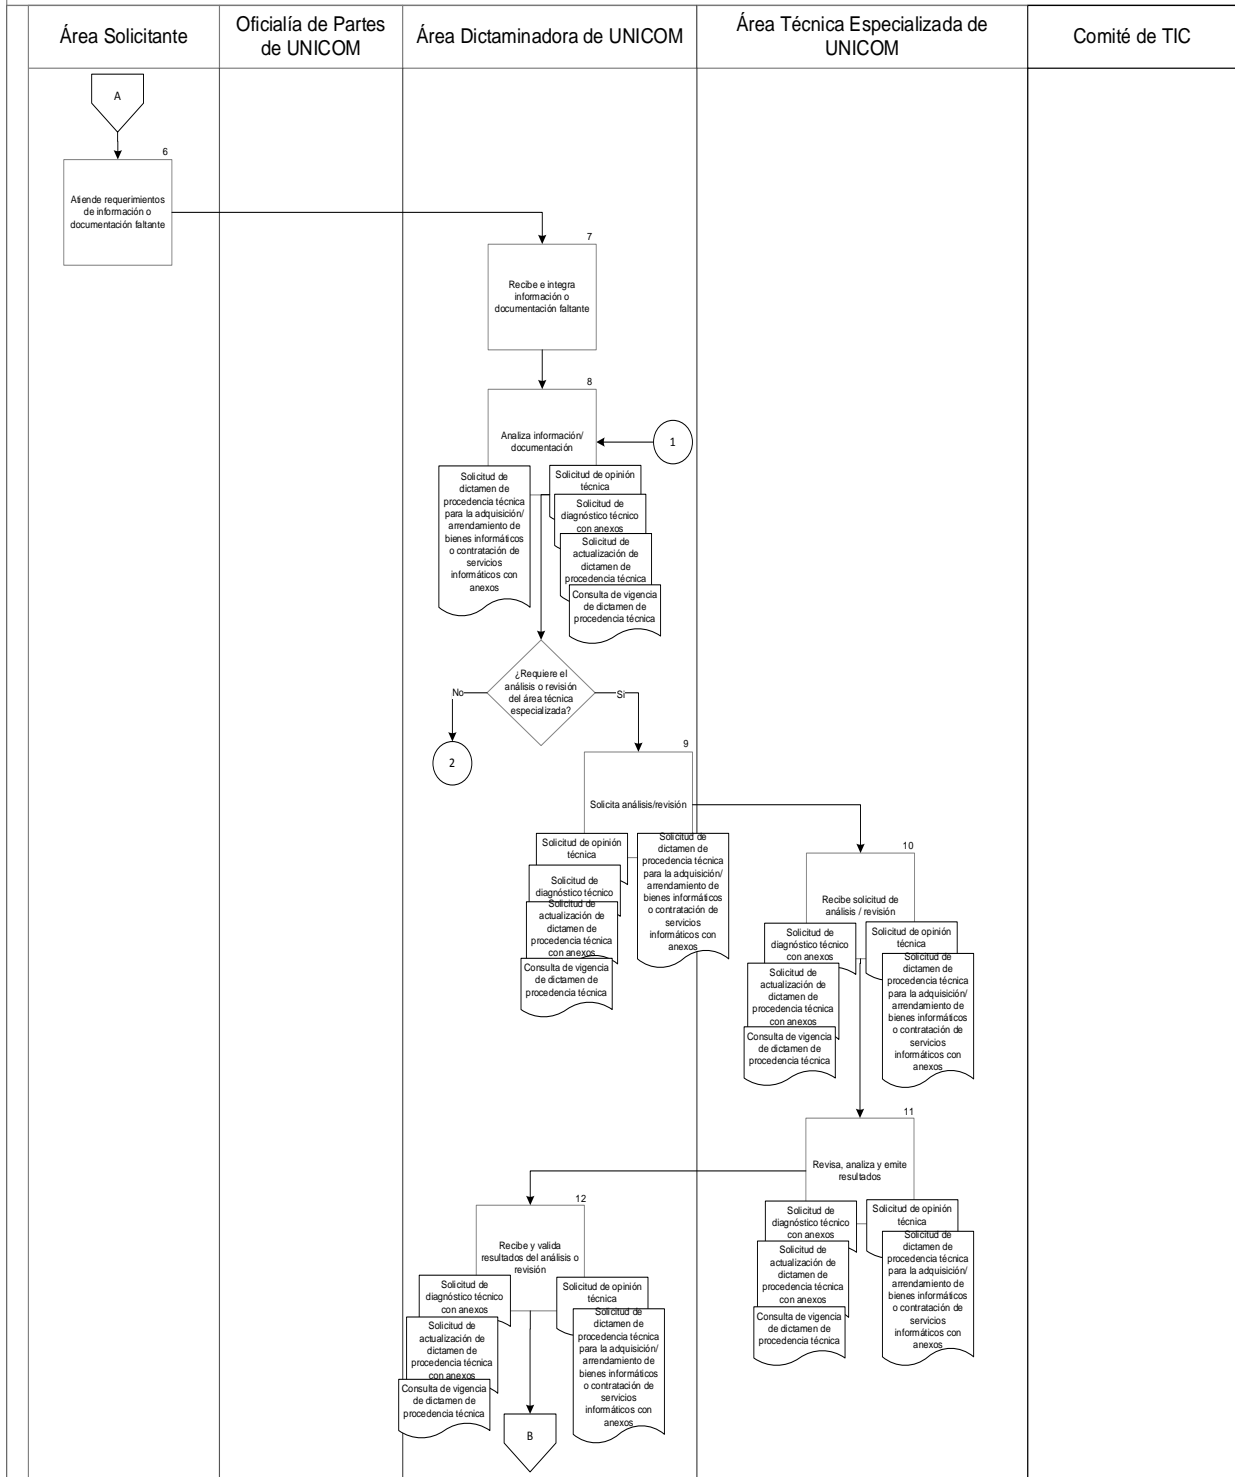 Área Solicitante
Oficialía de Partes
de UNICOM
Área Dictaminadora de UNICOM
Área Técnica Especializada de
UNICOM
Comité de TIC
A
6
Atiende requerimientos
de información o
documentación faltante
7
Recibe e integra
información o
documentación faltante
8
Analiza información/
documentación
1
Solicitud de
dictamen de
procedencia técnica
para la adquisición/
arrendamiento de
bienes informáticos
o contratación de
servicios
informáticos con
anexos
Solicitud de opinión
técnica
Solicitud de
diagnóstico técnico
con anexos
Solicitud de
actualización de
dictamen de
procedencia técnica
Consulta de vigencia
de dictamen de
procedencia técnica
¿Requiere el
análisis o revisión
del área técnica
especializada?
No
Si
2
9
Solicita análisis/revisión
Solicitud de opinión
técnica
Solicitud de
diagnóstico técnico
Solicitud de
actualización de
dictamen de
procedencia técnica
con anexos
Consulta de vigencia
de dictamen de
procedencia técnica
Solicitud de
dictamen de
procedencia técnica
para la adquisición/
arrendamiento de
bienes informáticos
o contratación de
servicios
informáticos con
anexos
10
Recibe solicitud de
análisis / revisión
Solicitud de
diagnóstico técnico
con anexos
Solicitud de
actualización de
dictamen de
procedencia técnica
con anexos
Consulta de vigencia
de dictamen de
procedencia técnica
Solicitud de opinión
técnica
Solicitud de
dictamen de
procedencia técnica
para la adquisición/
arrendamiento de
bienes informáticos
o contratación de
servicios
informáticos con
anexos
11
Revisa, analiza y emite
resultados
Solicitud de
diagnóstico técnico
con anexos
Solicitud de
actualización de
dictamen de
procedencia técnica
con anexos
Consulta de vigencia
de dictamen de
procedencia técnica
Solicitud de opinión
técnica
Solicitud de
dictamen de
procedencia técnica
para la adquisición/
arrendamiento de
bienes informáticos
o contratación de
servicios
informáticos con
anexos
12
Recibe y valida
resultados del análisis o
revisión
Solicitud de
diagnóstico técnico
con anexos
Solicitud de
actualización de
dictamen de
procedencia técnica
con anexos
Consulta de vigencia
de dictamen de
procedencia técnica
Solicitud de opinión
técnica
Solicitud de
dictamen de
procedencia técnica
para la adquisición/
arrendamiento de
bienes informáticos
o contratación de
servicios
informáticos con
anexos
B